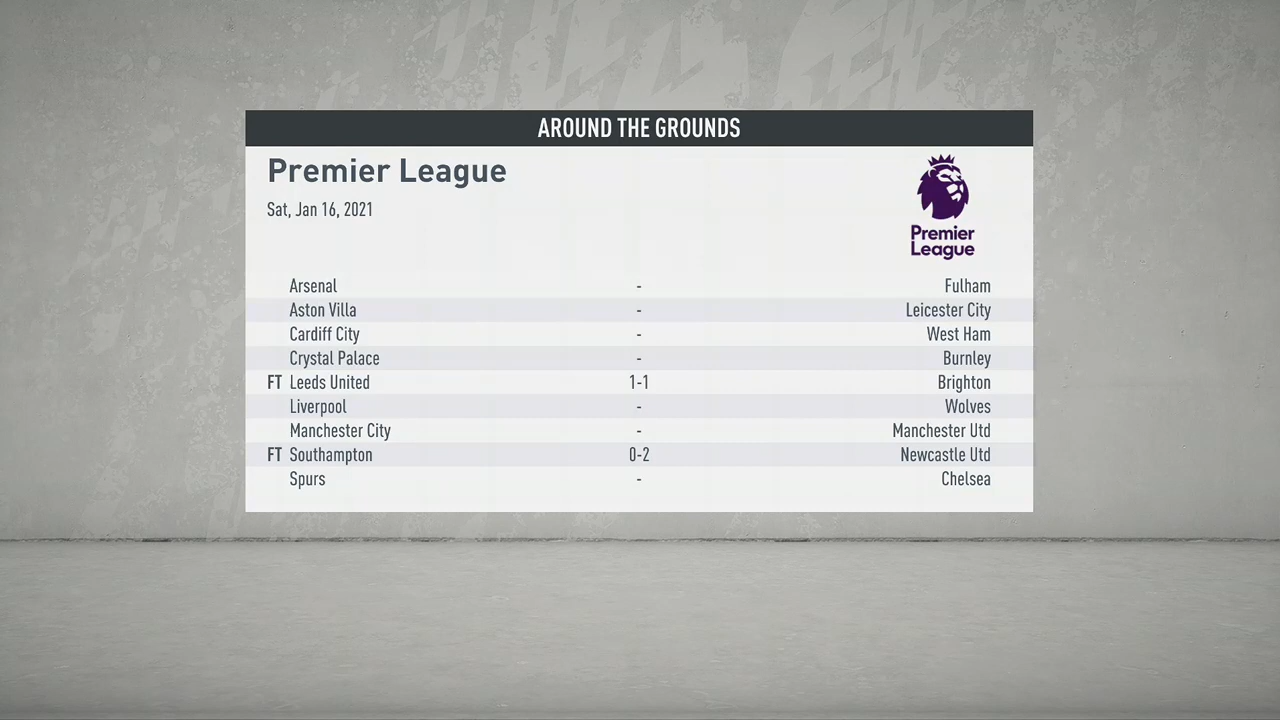 AROUND THE GROUNDS
Premier League
Sat, Jan 16, 2021
Premier
League
Arsenal - Fulham
Aston Villa - Leicester City
Cardiff City - West Ham
Crystal Palace - Burnley
FT Leeds United 1-1 Brighton
Liverpool - Wolves
Manchester City - Manchester Utd
FT Southampton 0-2 Newcastle Utd
Spurs - Chelsea